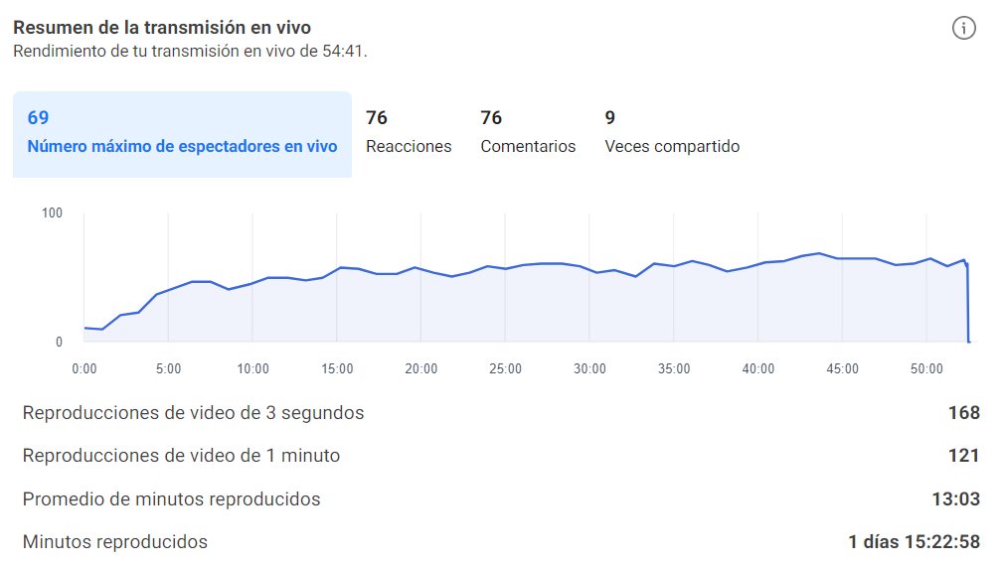 Resumen de la transmisión en vivo
Rendimiento de tu transmisión en vivo de 54:41.
69
Número máximo de espectadores en vivo
76
Reacciones
76
Comentarios
9
Veces compartido
100
0
0:00 5:00 10:00 15:00 20:00 25:00 30:00 35:00 40:00 45:00 50:00
Reproducciones de video de 3 segundos 168
Reproducciones de video de 1 minuto 121
Promedio de minutos reproducidos 13:03
Minutos reproducidos 1 días 15:22:58